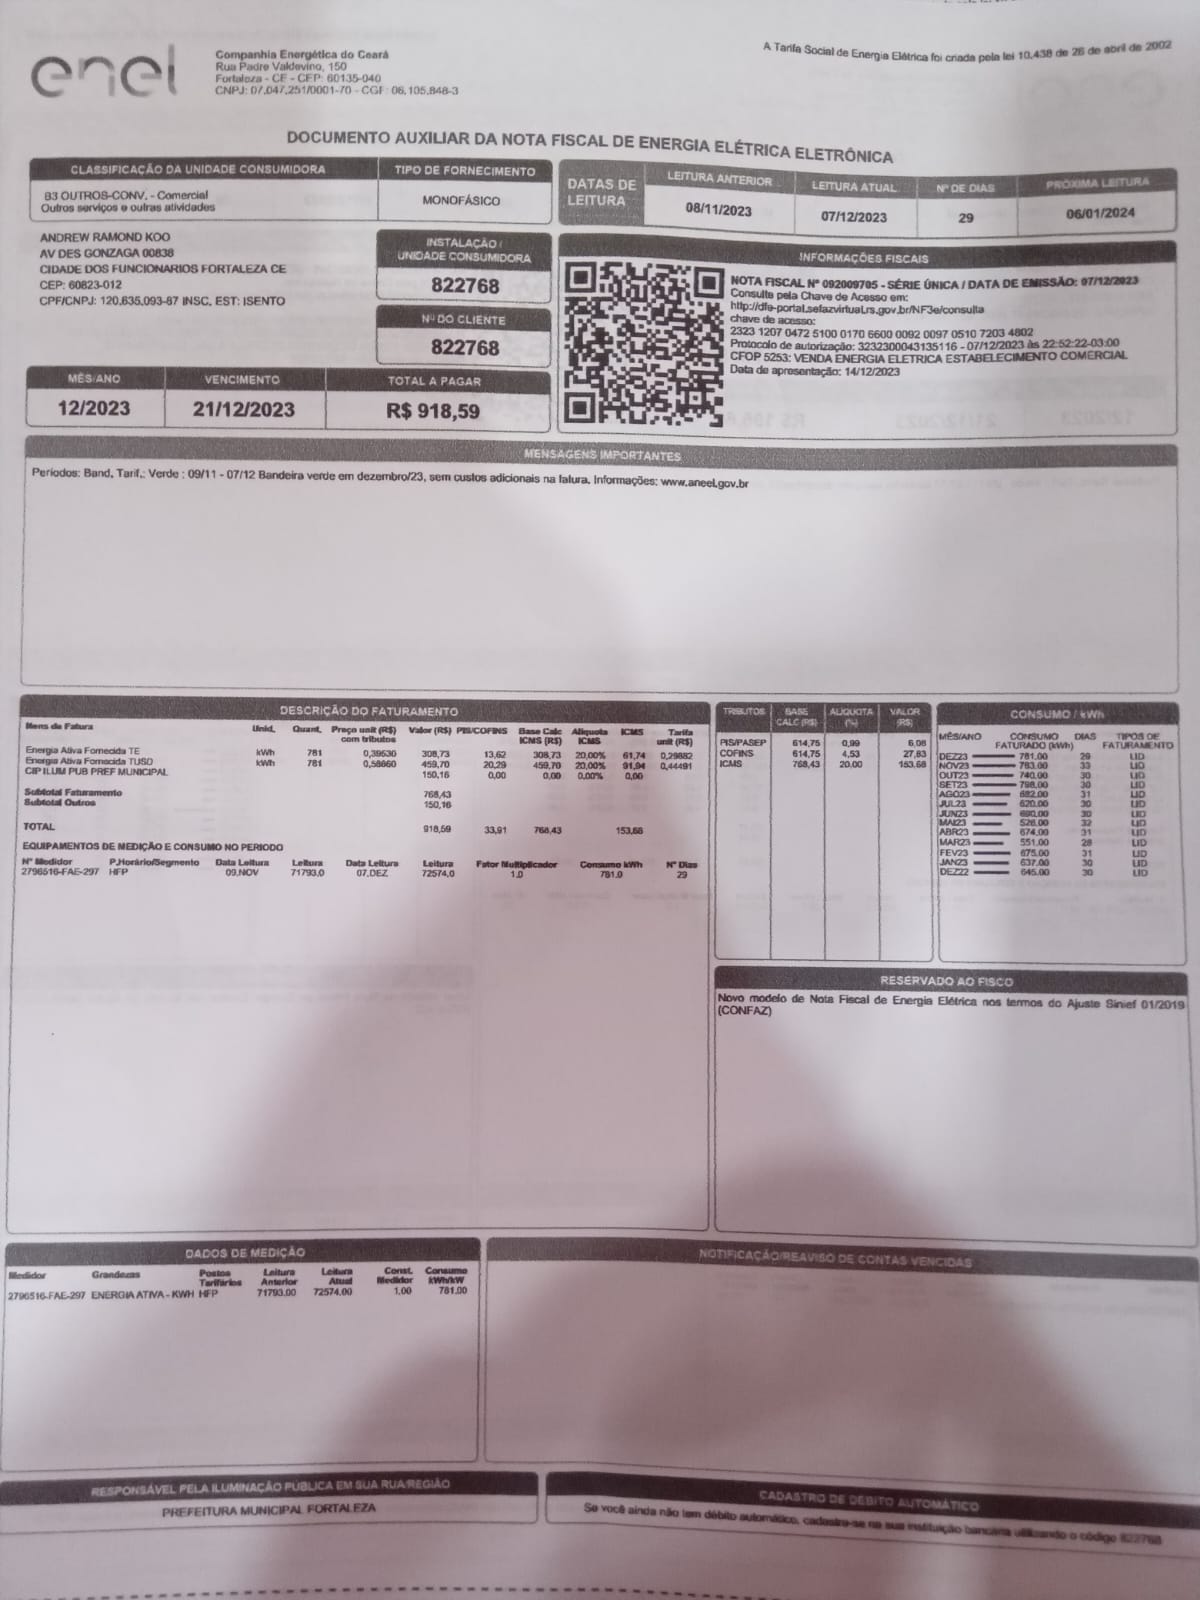 enel
Companhia Energética do Ceará
Rua Padre Valdevino, 150
Fortaleza - CE - CEP: 60135-040
CNPJ: 07.047.251/0001-70 - CGF: 06.105.848-3
A Tarifa Social de Energia Elétrica foi criada pela lei 10.438 de 26 de abril de 2002
DOCUMENTO AUXILIAR DA NOTA FISCAL DE ENERGIA ELÉTRICA ELETRÔNICA
CLASSIFICAÇÃO DA UNIDADE CONSUMIDORA
B3 OUTROS-CONV. - Comercial
Outros serviços e outras atividades
TIPO DE FORNECIMENTO
MONOFÁSICO
DATAS DE LEITURA
LEITURA ANTERIOR LEITURA ATUAL Nº DE DIAS PRÓXIMA LEITURA
08/11/2023 07/12/2023 29 06/01/2024
ANDREW RAMOND KOO
AV DES GONZAGA 00838
CIDADE DOS FUNCIONARIOS FORTALEZA CE
CEP: 60823-012
CPF/CNPJ: 120.635.093-87 INSC. EST: ISENTO
INSTALAÇÃO /
UNIDADE CONSUMIDORA
822768
Nº DO CLIENTE
822768
INFORMAÇÕES FISCAIS
NOTA FISCAL Nº 092009705 - SÉRIE ÚNICA / DATA DE EMISSÃO: 07/12/2023
Consulte pela Chave de Acesso em:
http://dfe-portal.sefazvirtual.rs.gov.br/NF3e/consulta
chave de acesso:
2323 1207 0472 5100 0170 6600 0092 0097 0510 7203 4802
Protocolo de autorização: 3232300043135116 - 07/12/2023 às 22:52:22-03:00
CFOP 5253: VENDA ENERGIA ELETRICA ESTABELECIMENTO COMERCIAL
Data de apresentação: 14/12/2023
MÊS/ANO VENCIMENTO TOTAL A PAGAR
12/2023 21/12/2023 R$ 918,59
MENSAGENS IMPORTANTES
Períodos: Band. Tarif.: Verde : 09/11 - 07/12 Bandeira verde em dezembro/23, sem custos adicionais na fatura. Informações: www.aneel.gov.br
DESCRIÇÃO DO FATURAMENTO
Itens de Fatura Unid. Quant. Preço unit (R$) com tributos Valor (R$) PIS/COFINS Base Calc ICMS (R$) Alíquota ICMS ICMS Tarifa unit (R$)
Energia Ativa Fornecida TE kWh 781 0,39530 308,73 13,62 308,73 20,00% 61,74 0,29882
Energia Ativa Fornecida TUSD kWh 781 0,58860 459,70 20,29 459,70 20,00% 91,94 0,44491
CIP ILUM PUB PREF MUNICIPAL 150,16 0,00 0,00 0,00% 0,00
Subtotal Faturamento 768,43
Subtotal Outros 150,16
TOTAL 918,59 33,91 768,43 153,68
EQUIPAMENTOS DE MEDIÇÃO E CONSUMO NO PERÍODO
Nº Medidor P.Horário/Segmento Data Leitura Leitura Data Leitura Leitura Fator Multiplicador Consumo kWh Nº Dias
2796516-FAE-297 HFP 09.NOV 71793,0 07.DEZ 72574,0 1.0 781.0 29
TRIBUTOS BASE CALC (R$) ALIQUOTA (%) VALOR (R$)
PIS/PASEP 614,75 0,99 6,08
COFINS 614,75 4.53 27,83
ICMS 768,43 20.00 153,68
CONSUMO / kWh
MÊS/ANO CONSUMO FATURADO (kWh) DIAS TIPOS DE FATURAMENTO
DEZ23 781.00 29 LID
NOV23 783.00 33 LID
OUT23 740.00 30 LID
SET23 798.00 30 LID
AGO23 682.00 31 LID
JUL23 620.00 30 LID
JUN23 690.00 30 LID
MAI23 526.00 32 LID
ABR23 674.00 31 LID
MAR23 551.00 28 LID
FEV23 675.00 31 LID
JAN23 637.00 30 LID
DEZ22 645.00 30 LID
RESERVADO AO FISCO
Novo modelo de Nota Fiscal de Energia Elétrica nos termos do Ajuste Sinief 01/2019
(CONFAZ)
DADOS DE MEDIÇÃO
Medidor Grandezas Postos Tarifários Leitura Anterior Leitura Atual Const. Medidor Consumo kWh/kW
2796516-FAE-297 ENERGIA ATIVA - KWH HFP 71793.00 72574.00 1.00 781.00
NOTIFICAÇÃO/REAVISO DE CONTAS VENCIDAS
RESPONSÁVEL PELA ILUMINAÇÃO PÚBLICA EM SUA RUA/REGIÃO
PREFEITURA MUNICIPAL FORTALEZA
CADASTRO DE DÉBITO AUTOMÁTICO
Se você ainda não tem débito automático, cadastre-se na sua instituição bancária utilizando o código 822768